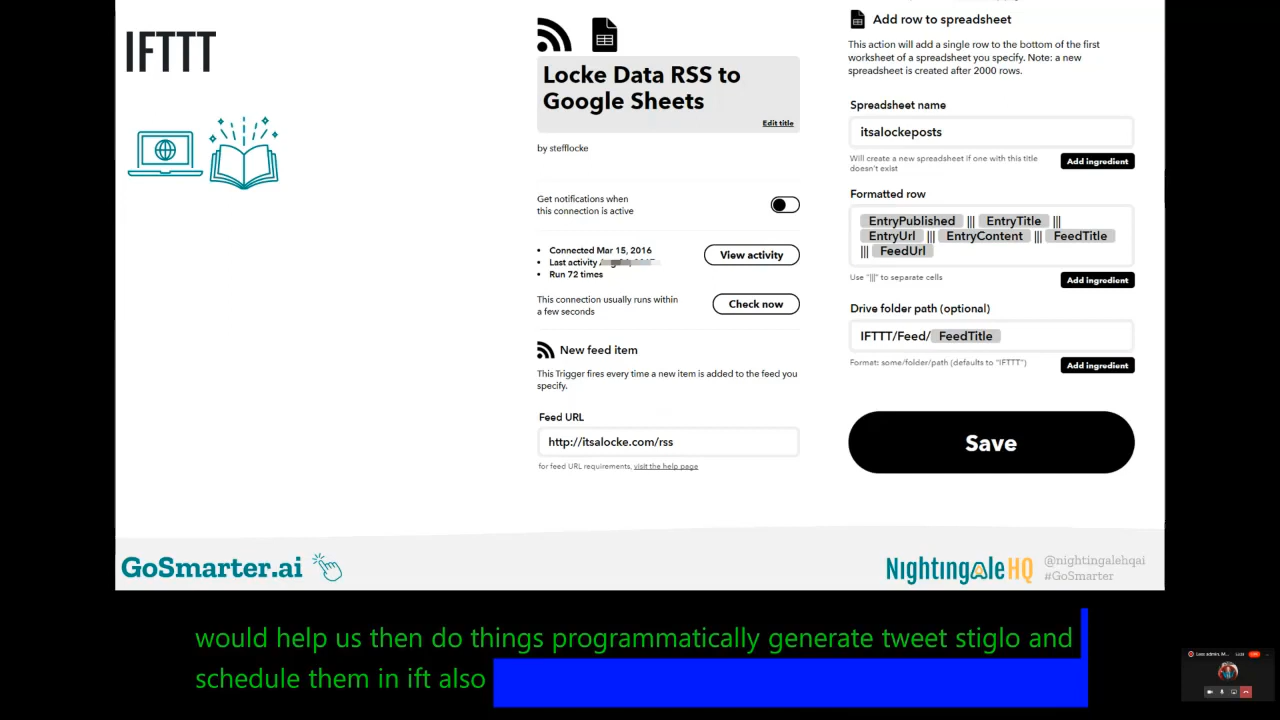 IFTTT
Locke Data RSS to
Google Sheets
Edit title
by stefflocke
Get notifications when
this connection is active
• Connected Mar 15, 2016
• Last activity
• Run 72 times
View activity
This connection usually runs within
a few seconds
Check now
New feed item
This Trigger fires every time a new item is added to the feed you
specify.
Feed URL
http://itsalocke.com/rss
for feed URL requirements, visit the help page
Add row to spreadsheet
This action will add a single row to the bottom of the first
worksheet of a spreadsheet you specify. Note: a new
spreadsheet is created after 2000 rows.
Spreadsheet name
itsalockeposts
Will create a new spreadsheet if one with this title
doesn't exist
Add ingredient
Formatted row
EntryPublished ||| EntryTitle |||
EntryUrl ||| EntryContent ||| FeedTitle
||| FeedUrl
Use "|||" to separate cells
Add ingredient
Drive folder path (optional)
IFTTT/Feed/ FeedTitle
Format: some/folder/path (defaults to "IFTTT")
Add ingredient
Save
GoSmarter.ai
NightingaleHQ
@nightingalehqai
#GoSmarter
would help us then do things programmatically generate tweet stiglo and
schedule them in ift also